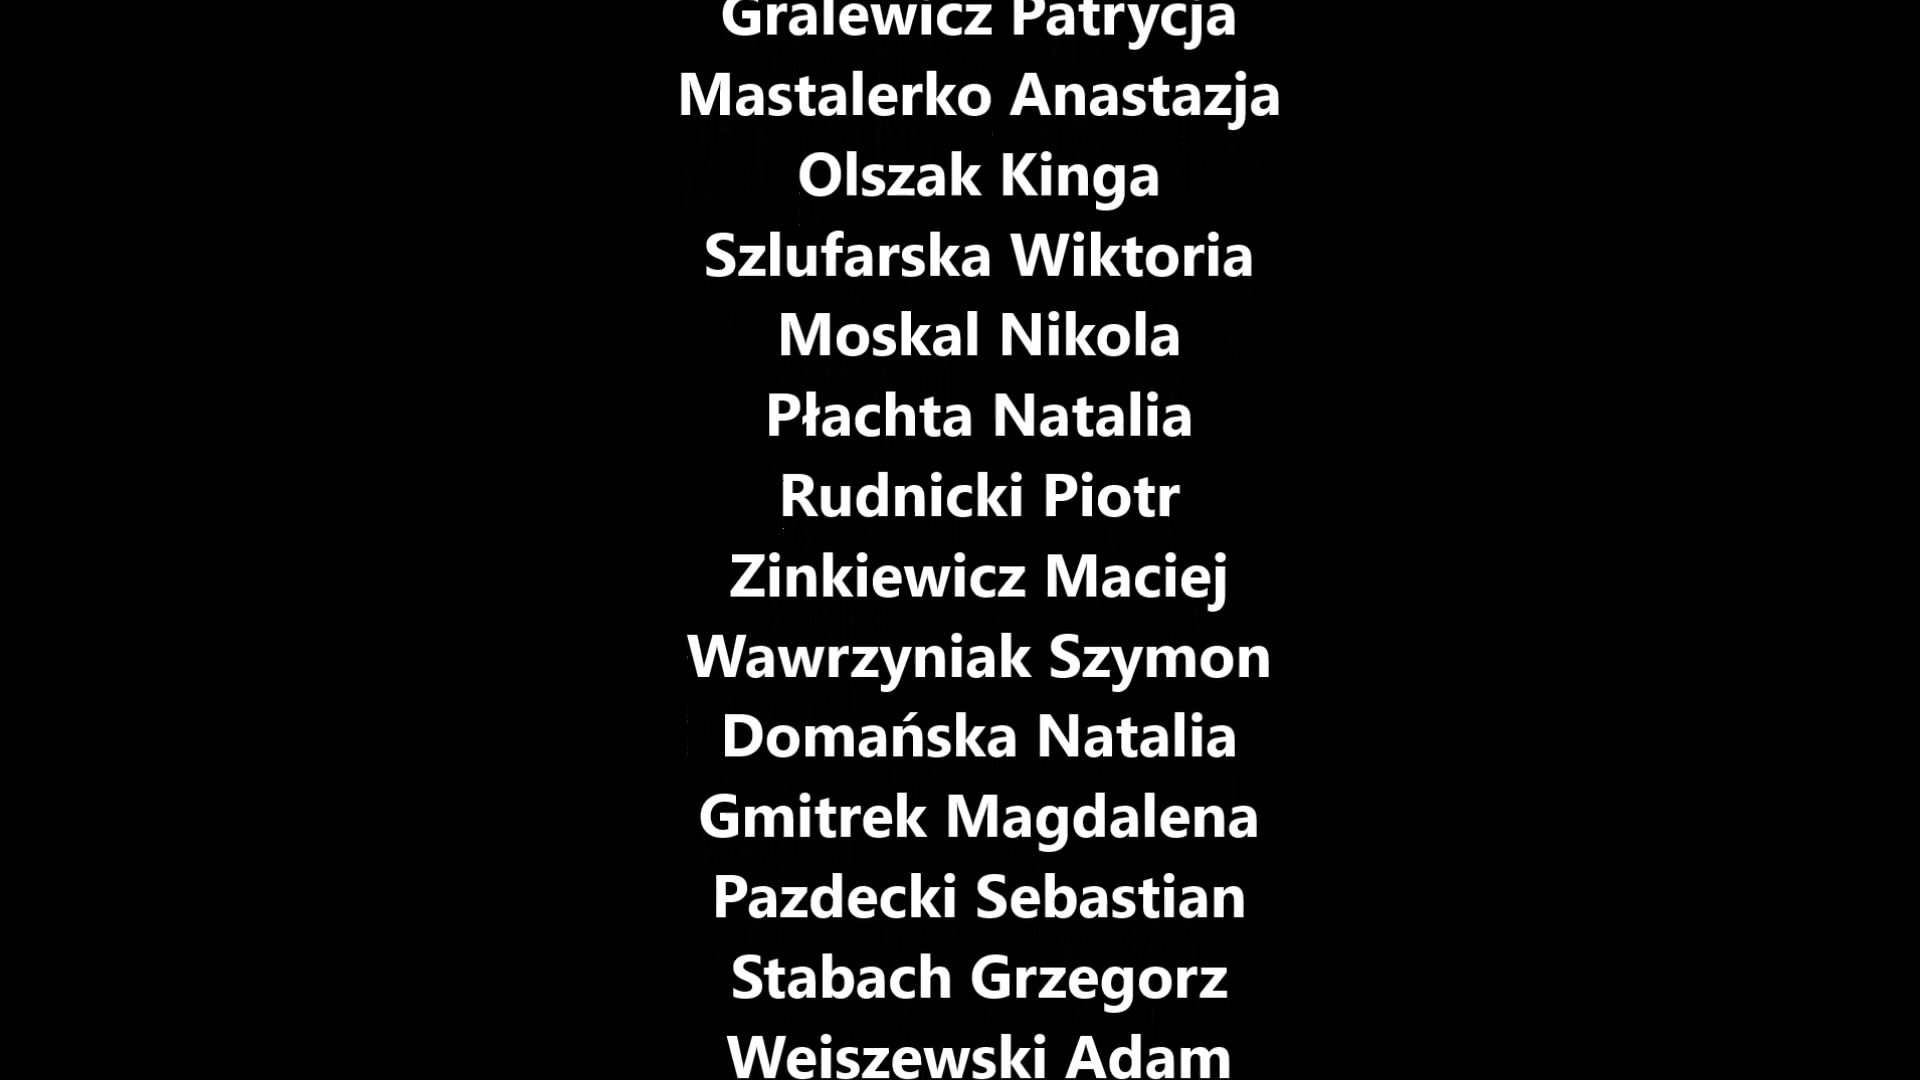 Gralewicz Patrycja
Mastalerko Anastazja
Olszak Kinga
Szlufarska Wiktoria
Moskal Nikola
Płachta Natalia
Rudnicki Piotr
Zinkiewicz Maciej
Wawrzyniak Szymon
Domańska Natalia
Gmitrek Magdalena
Pazdecki Sebastian
Stabach Grzegorz
Adam